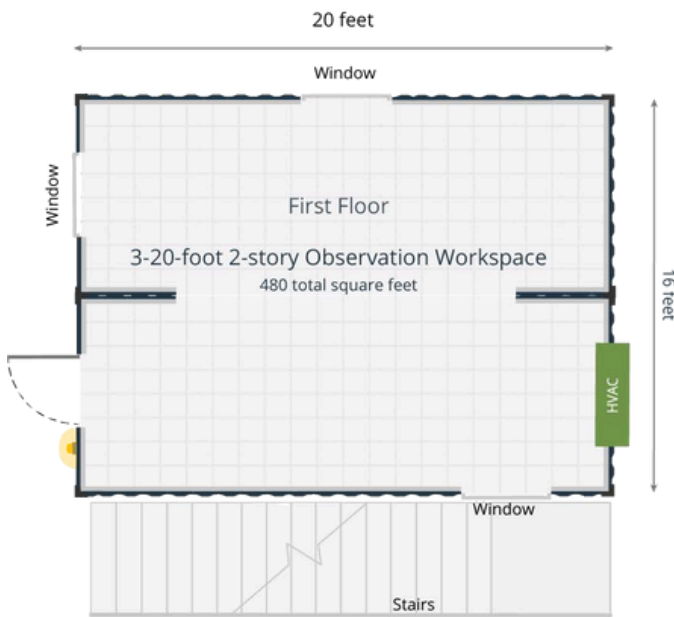 20 feet
Window
Window
First Floor
3-20-foot 2-story Observation Workspace
480 total square feet
16 feet
HVAC
Window
Stairs